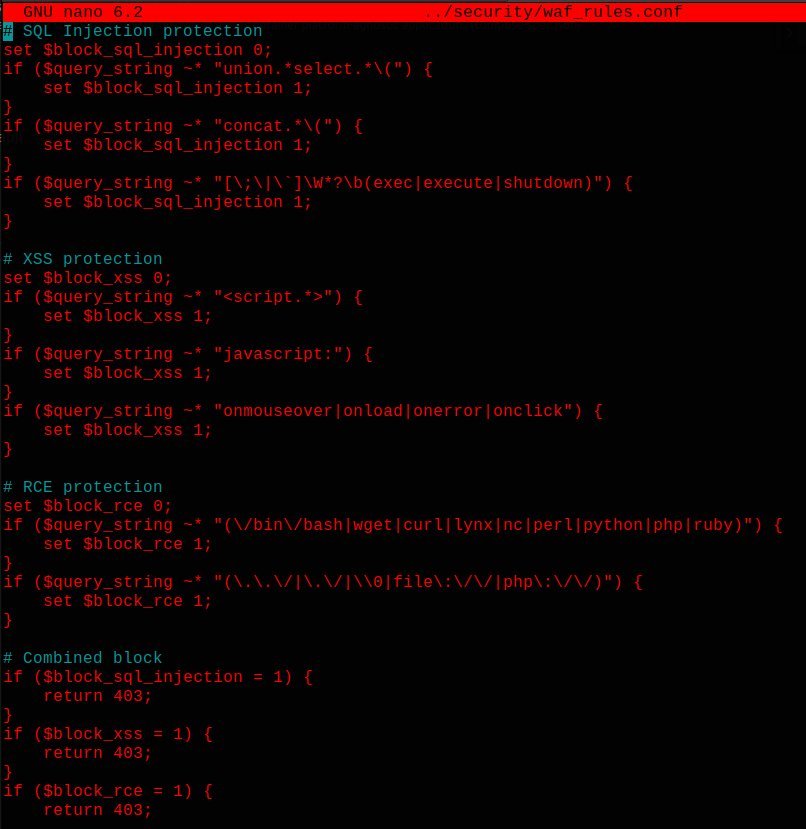 GNU nano 6.2 ../security/waf_rules.conf
# SQL Injection protection
set $block_sql_injection 0;
if ($query_string ~* "union.*select.*\(") {
    set $block_sql_injection 1;
}
if ($query_string ~* "concat.*\(") {
    set $block_sql_injection 1;
}
if ($query_string ~* "[\;\|\`]\W*?\b(exec|execute|shutdown)") {
    set $block_sql_injection 1;
}

# XSS protection
set $block_xss 0;
if ($query_string ~* "<script.*>") {
    set $block_xss 1;
}
if ($query_string ~* "javascript:") {
    set $block_xss 1;
}
if ($query_string ~* "onmouseover|onload|onerror|onclick") {
    set $block_xss 1;
}

# RCE protection
set $block_rce 0;
if ($query_string ~* "(\/bin\/bash|wget|curl|lynx|nc|perl|python|php|ruby)") {
    set $block_rce 1;
}
if ($query_string ~* "(\.\.\/|\.\/|\\0|file\:\/\/|php\:\/\/)") {
    set $block_rce 1;
}

# Combined block
if ($block_sql_injection = 1) {
    return 403;
}
if ($block_xss = 1) {
    return 403;
}
if ($block_rce = 1) {
    return 403;